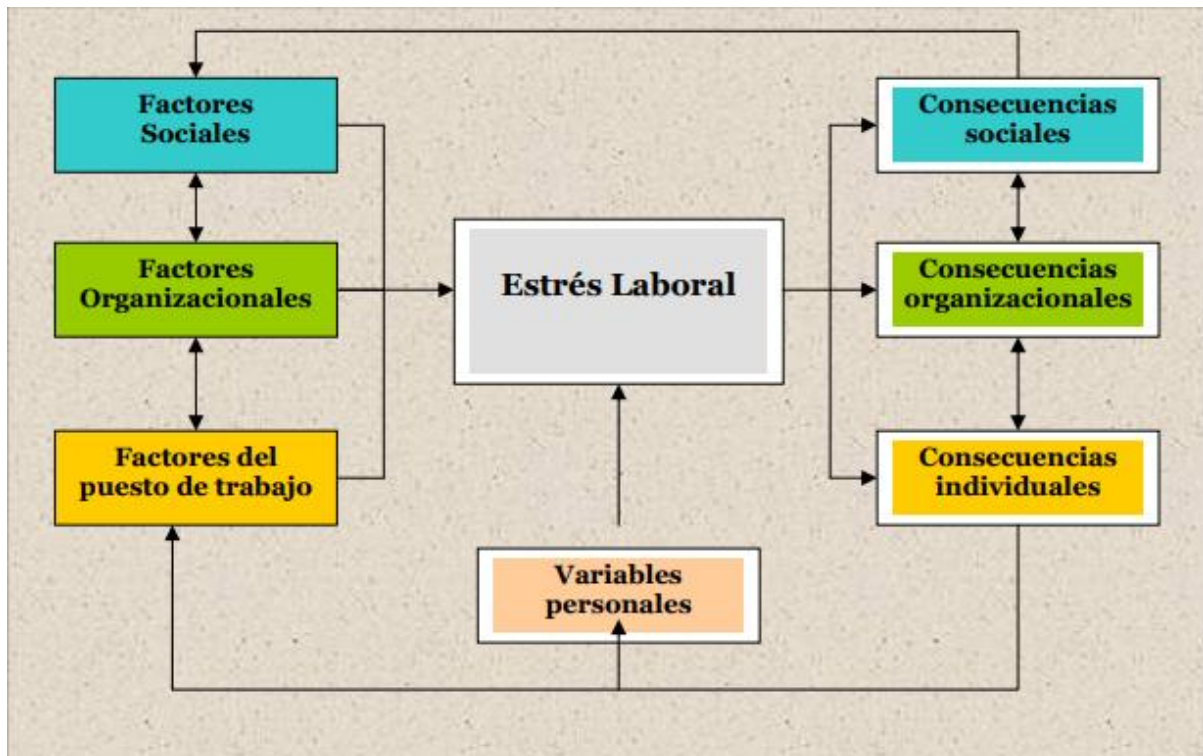 Factores
Sociales
Factores
Organizacionales
Factores del
puesto de trabajo
Estrés Laboral
Variables
personales
Consecuencias
sociales
Consecuencias
organizacionales
Consecuencias
individuales